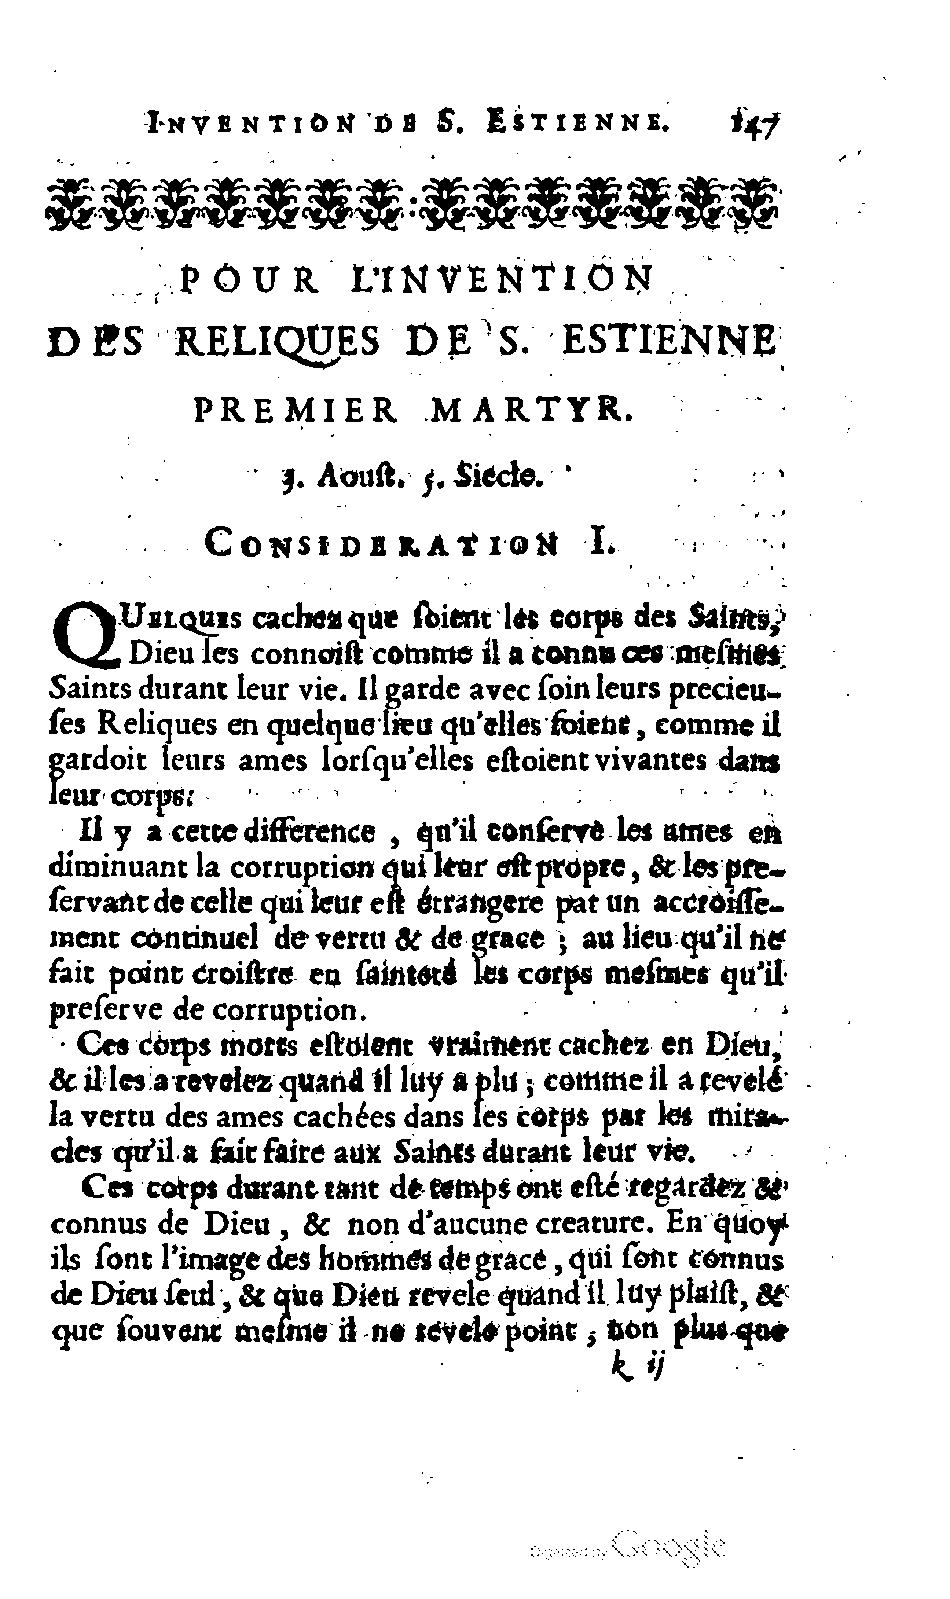 INVENTION DE S. ESTIENNE. 147
POUR L'INVENTION
DES RELIQUES DE S. ESTIENNE
PREMIER MARTYR.
3. Aouſt. 5. Siécle.
CONSIDERATION I.
QUELQUES cachez que ſoient les corps des Saints,
Dieu les connoiſt comme il a connu ces meſmes
Saints durant leur vie. Il garde avec ſoin leurs precieu-
ſes Reliques en quelque lieu qu'elles ſoient, comme il
gardoit leurs ames lorſqu'elles eſtoient vivantes dans
leur corps.
Il y a cette difference, qu'il conſerve les ames en
diminuant la corruption qui leur eſt propre, & les pre-
ſervant de celle qui leur eſt étrangere par un accroiſſe-
ment continuel de vertu & de grace ; au lieu qu'il ne
fait point croiſtre en ſainteté les corps meſmes qu'il
preſerve de corruption.
Ces corps morts eſtoient vraiment cachez en Dieu,
& il les a revelez quand il luy a plu ; comme il a revelé
la vertu des ames cachées dans les corps par les mira-
cles qu'il a fait faire aux Saints durant leur vie.
Ces corps durant tant de temps ont eſté regardez &
connus de Dieu, & non d'aucune creature. En quoy
ils ſont l'image des hommes de grace, qui ſont connus
de Dieu ſeul, & que Dieu revele quand il luy plaiſt, &
que ſouvent meſme il ne revele point ; non plus que
k ij
Digitized by Google